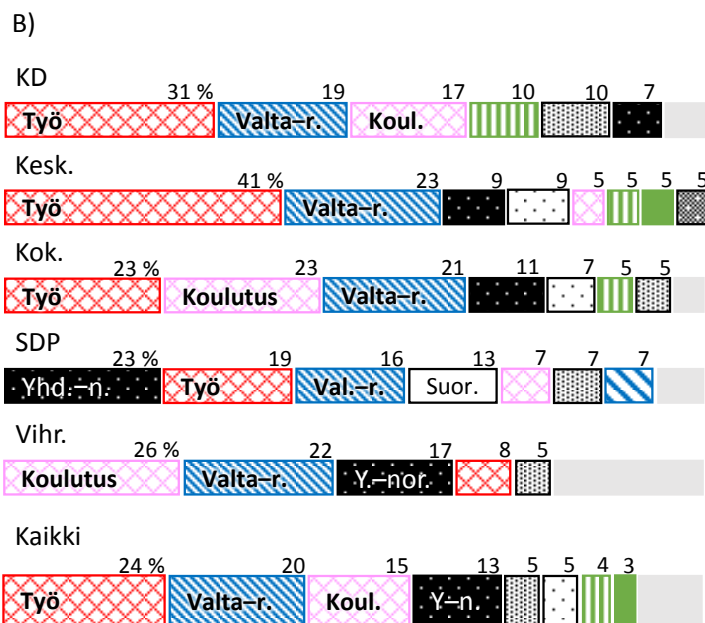 B)
KD
31 % 19 17 10 10 7
Työ Valta–r. Koul.
Kesk.
41 % 23 9 9 5 5 5 5
Työ Valta–r.
Kok.
23 % 23 21 11 7 5 5
Työ Koulutus Valta–r.
SDP
23 % 19 16 13 7 7 7
Yhd.–n. Työ Val.–r. Suor.
Vihr.
26 % 22 17 8 5
Koulutus Valta–r. Y.–nor.
Kaikki
24 % 20 15 13 5 5 4 3
Työ Valta–r. Koul. Y–n.